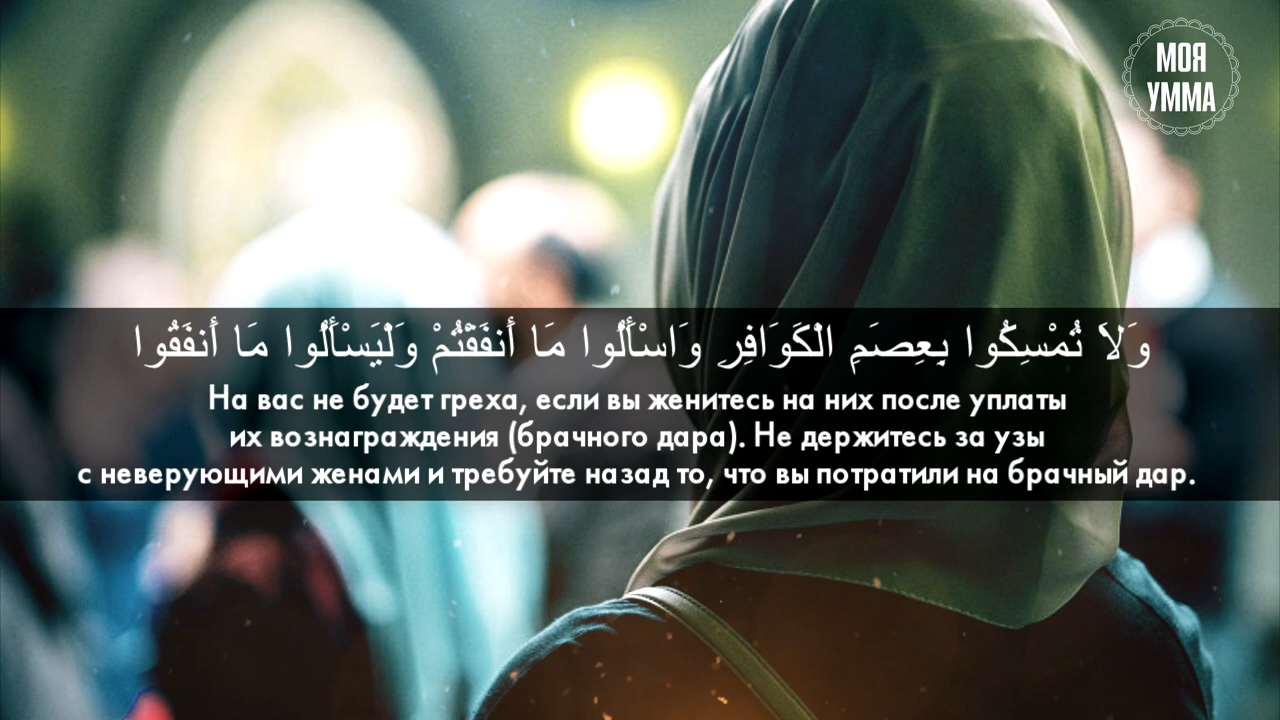 МОЯ
УММА
وَلَا تُمْسِكُوا بِعِصَمِ الْكَوَافِرِ وَاسْأَلُوا مَا أَنفَقْتُمْ وَلْيَسْأَلُوا مَا أَنفَقُوا
На вас не будет греха, если вы женитесь на них после уплаты
их вознаграждения (брачного дара). Не держитесь за узы
с неверующими женами и требуйте назад то, что вы потратили на брачный дар.